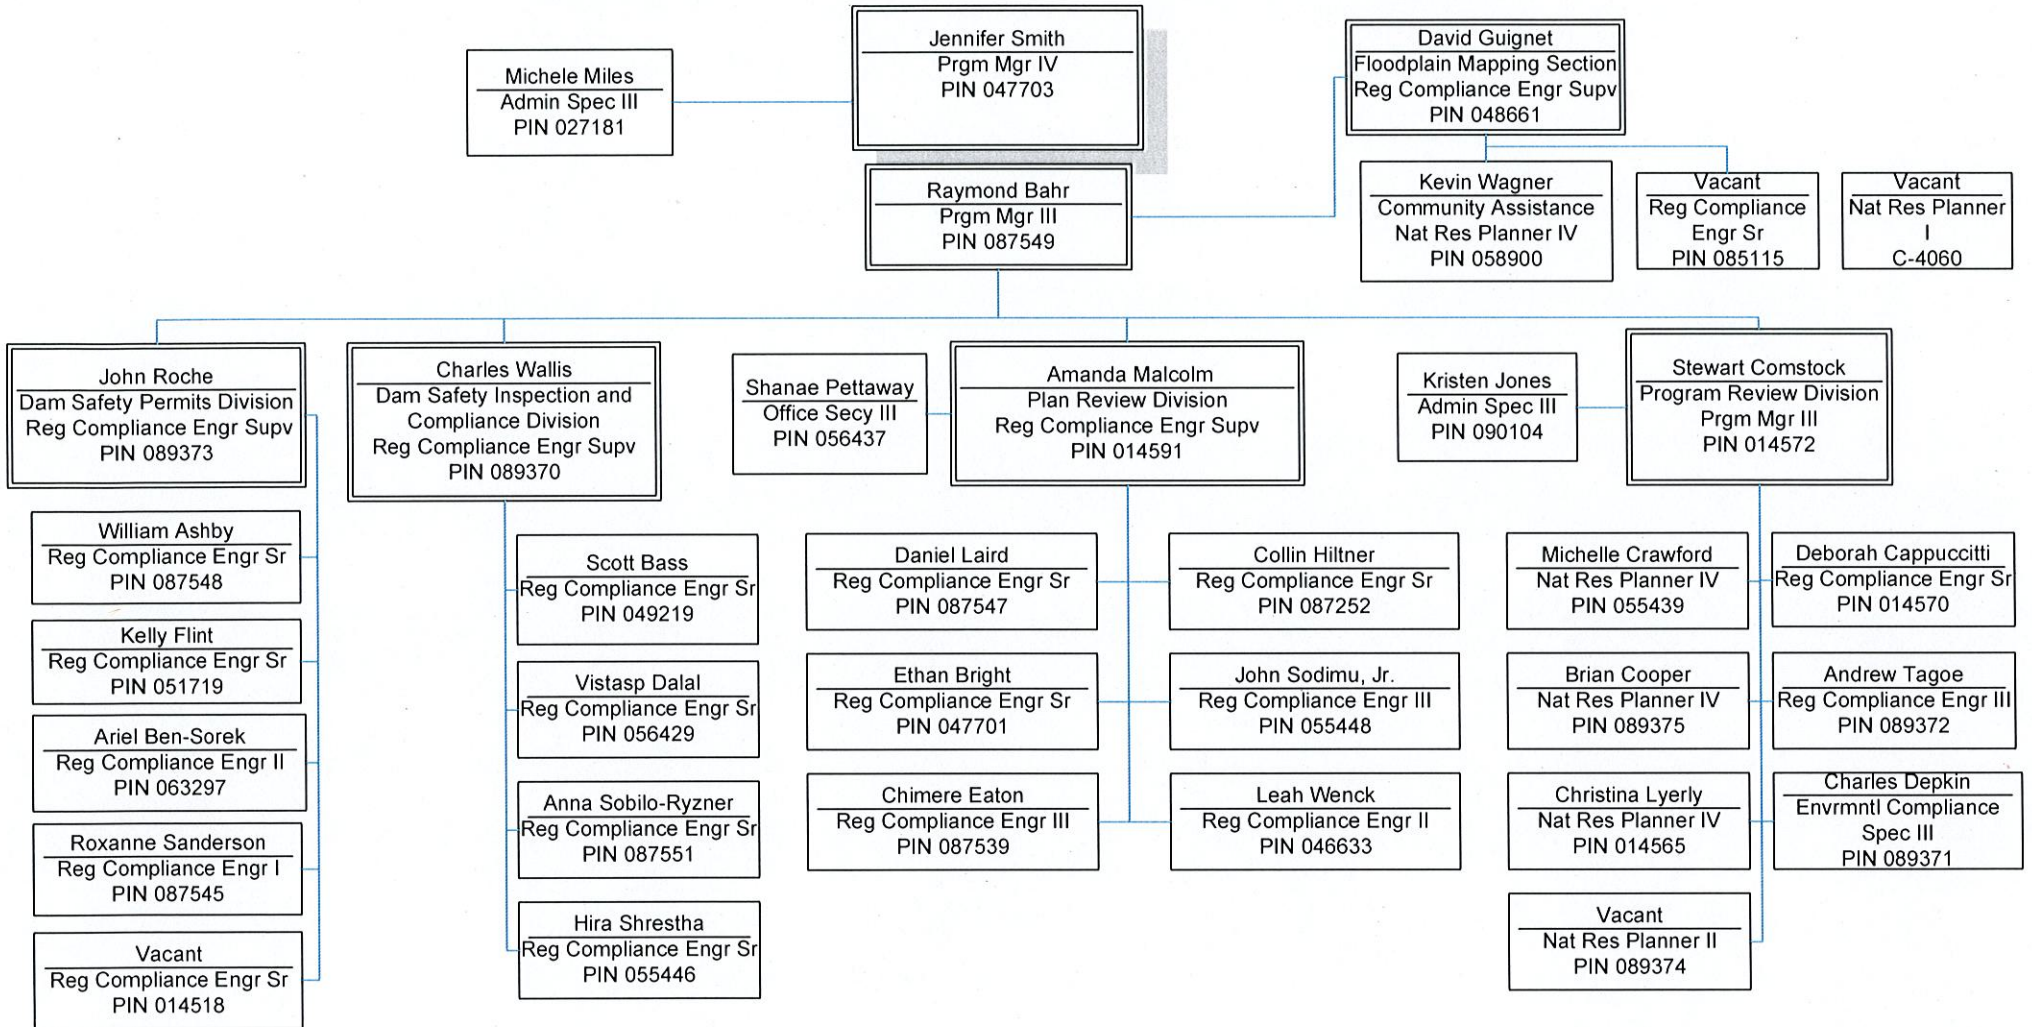 Jennifer Smith
Prgm Mgr IV
PIN 047703
Michele Miles
Admin Spec III
PIN 027181
David Guignet
Floodplain Mapping Section
Reg Compliance Engr Supv
PIN 048661
Raymond Bahr
Prgm Mgr III
PIN 087549
Kevin Wagner
Community Assistance
Nat Res Planner IV
PIN 058900
Vacant
Reg Compliance
Engr Sr
PIN 085115
Vacant
Nat Res Planner
I
C-4060
John Roche
Dam Safety Permits Division
Reg Compliance Engr Supv
PIN 089373
Charles Wallis
Dam Safety Inspection and
Compliance Division
Reg Compliance Engr Supv
PIN 089370
Shanae Pettaway
Office Secy III
PIN 056437
Amanda Malcolm
Plan Review Division
Reg Compliance Engr Supv
PIN 014591
Kristen Jones
Admin Spec III
PIN 090104
Stewart Comstock
Program Review Division
Prgm Mgr III
PIN 014572
William Ashby
Reg Compliance Engr Sr
PIN 087548
Kelly Flint
Reg Compliance Engr Sr
PIN 051719
Ariel Ben-Sorek
Reg Compliance Engr II
PIN 063297
Roxanne Sanderson
Reg Compliance Engr I
PIN 087545
Vacant
Reg Compliance Engr Sr
PIN 014518
Scott Bass
Reg Compliance Engr Sr
PIN 049219
Vistasp Dalal
Reg Compliance Engr Sr
PIN 056429
Anna Sobilo-Ryzner
Reg Compliance Engr Sr
PIN 087551
Hira Shrestha
Reg Compliance Engr Sr
PIN 055446
Daniel Laird
Reg Compliance Engr Sr
PIN 087547
Collin Hiltner
Reg Compliance Engr Sr
PIN 087252
Ethan Bright
Reg Compliance Engr Sr
PIN 047701
John Sodimu, Jr.
Reg Compliance Engr III
PIN 055448
Chimere Eaton
Reg Compliance Engr III
PIN 087539
Leah Wenck
Reg Compliance Engr II
PIN 046633
Michelle Crawford
Nat Res Planner IV
PIN 055439
Deborah Cappuccitti
Reg Compliance Engr Sr
PIN 014570
Brian Cooper
Nat Res Planner IV
PIN 089375
Andrew Tagoe
Reg Compliance Engr III
PIN 089372
Christina Lyerly
Nat Res Planner IV
PIN 014565
Charles Depkin
Envrmntl Compliance
Spec III
PIN 089371
Vacant
Nat Res Planner II
PIN 089374